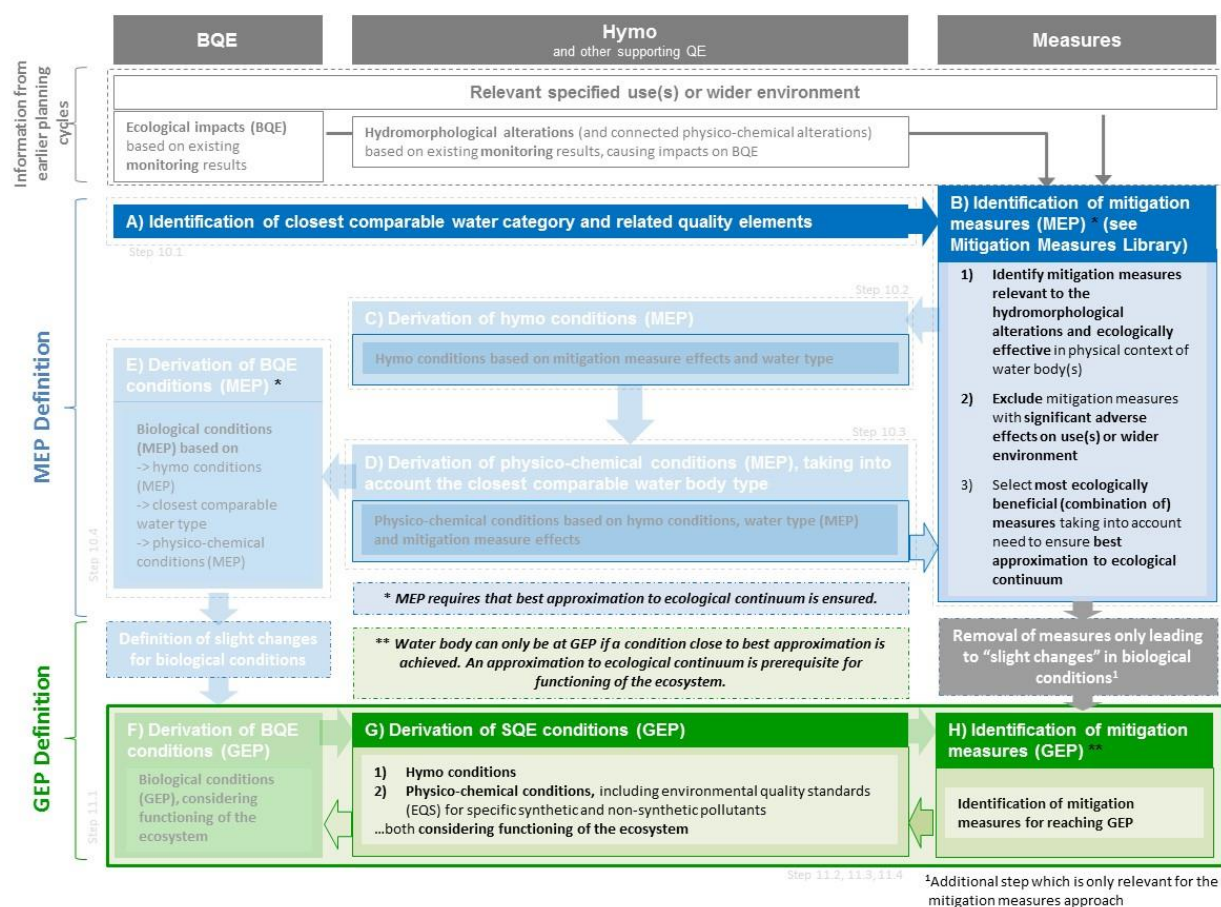 BQE
Hymo
and other supporting QE
Measures
Information from
earlier planning
cycles
Relevant specified use(s) or wider environment
Ecological impacts (BQE)
based on existing
monitoring results
Hydromorphological alterations (and connected physico-chemical alterations)
based on existing monitoring results, causing impacts on BQE
MEP Definition
A) Identification of closest comparable water category and related quality elements
Step 10.1
B) Identification of mitigation
measures (MEP) * (see
Mitigation Measures Library)
1) Identify mitigation measures
relevant to the
hydromorphological
alterations and ecologically
effective in physical context of
water body(s)
2) Exclude mitigation measures
with significant adverse
effects on use(s) or wider
environment
3) Select most ecologically
beneficial (combination of)
measures taking into account
need to ensure best
approximation to ecological
continuum
Step 10.2
C) Derivation of hymo conditions (MEP)
Hymo conditions based on mitigation measure effects and water type
Step 10.3
D) Derivation of physico-chemical conditions (MEP), taking into
account the closest comparable water body type
Physico-chemical conditions based on hymo conditions, water type (MEP)
and mitigation measure effects
E) Derivation of BQE
conditions (MEP) *
Biological conditions
(MEP) based on
-> hymo conditions
(MEP)
-> closest comparable
water type
-> physico-chemical
conditions (MEP)
Step 10.4
* MEP requires that best approximation to ecological continuum is ensured.
GEP Definition
Definition of slight changes
for biological conditions
** Water body can only be at GEP if a condition close to best approximation is
achieved. An approximation to ecological continuum is prerequisite for
functioning of the ecosystem.
Removal of measures only leading
to “slight changes” in biological
conditions¹
F) Derivation of BQE
conditions (GEP)
Biological conditions
(GEP), considering
functioning of the
ecosystem
Step 11.1
G) Derivation of SQE conditions (GEP)
1) Hymo conditions
2) Physico-chemical conditions, including environmental quality standards
(EQS) for specific synthetic and non-synthetic pollutants
…both considering functioning of the ecosystem
H) Identification of mitigation
measures (GEP) **
Identification of mitigation
measures for reaching GEP
Step 11.2, 11.3, 11.4
¹Additional step which is only relevant for the
mitigation measures approach